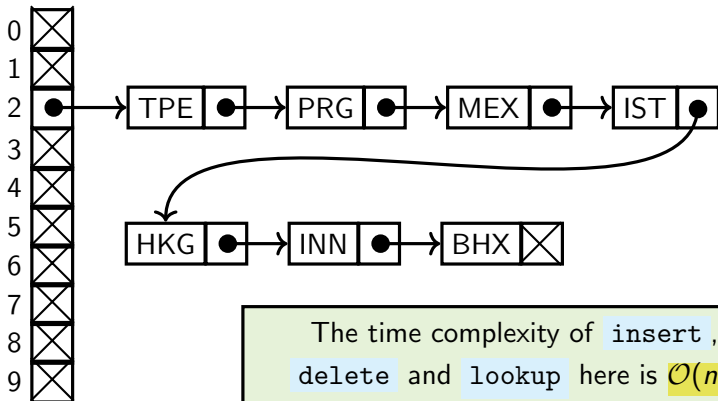 0
1
2 TPE PRG MEX IST
3
4
5 HKG INN BHX
6
7
8
9
The time complexity of insert,
delete and lookup here is O(n